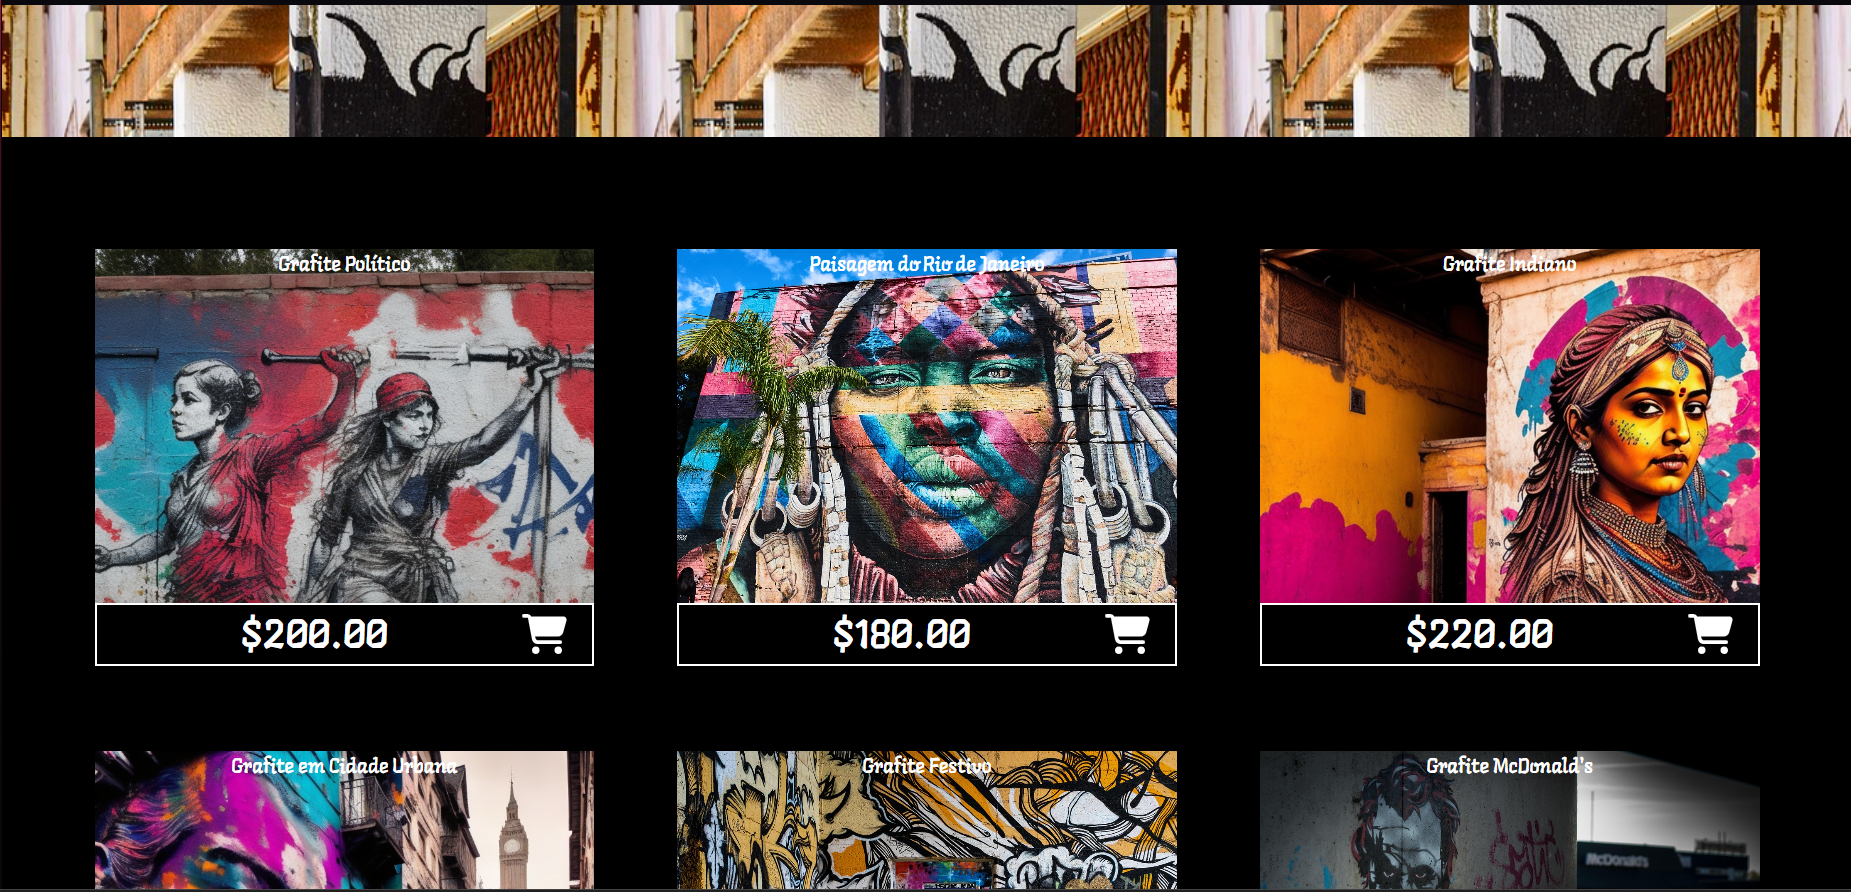 Grafite Político
Paisagem do Rio de Janeiro
Grafite Indiano
$200.00
$180.00
$220.00
Grafite em Cidade Urbana
Grafite Festivo
Grafite McDonald's
McDonald's